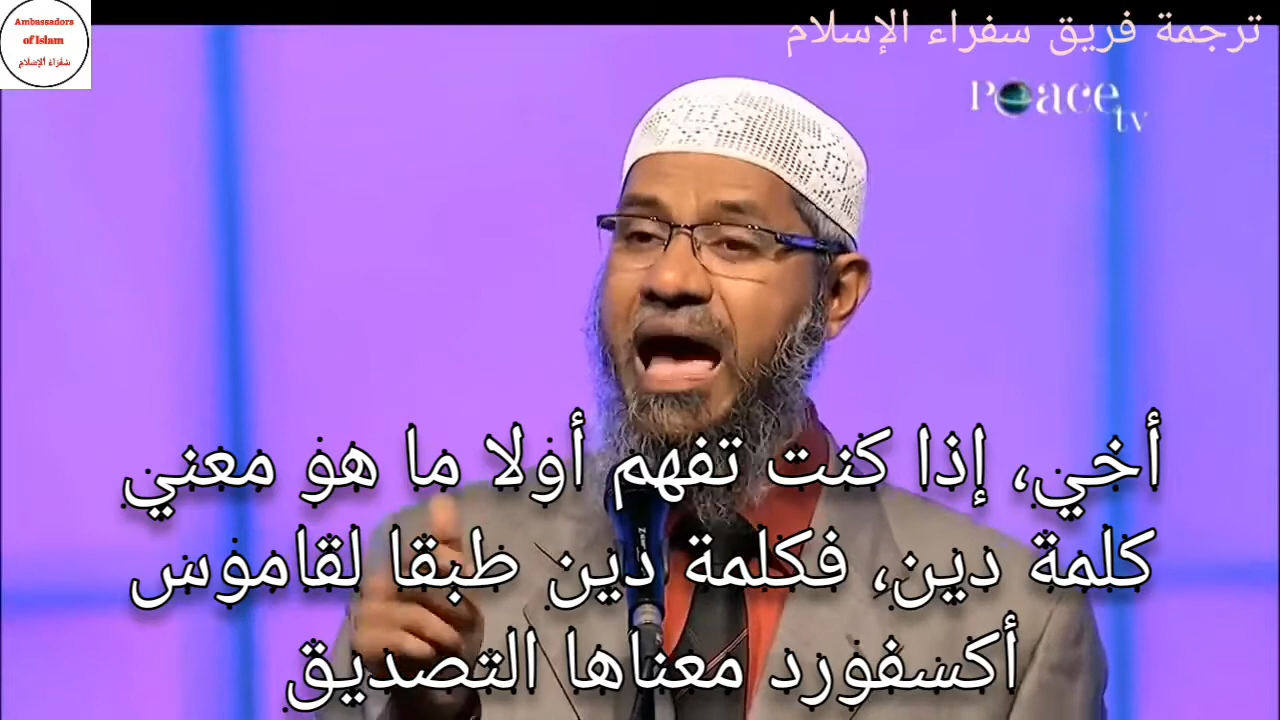 Ambassadors
of Islam
سفراء الإسلام
ترجمة فريق سفراء الإسلام
Peace
tv
أخي، إذا كنت تفهم أولا ما هو معني
كلمة دين، فكلمة دين طبقا لقاموس
أكسفورد معناها التصديق